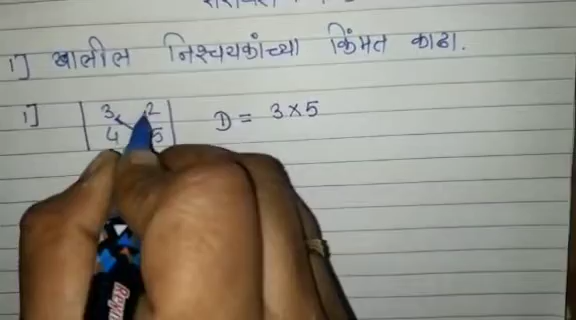 1] खालील निश्चयकांच्या किंमत काढा.
1] | 3 2 | D = 3×5
| 4 5 |